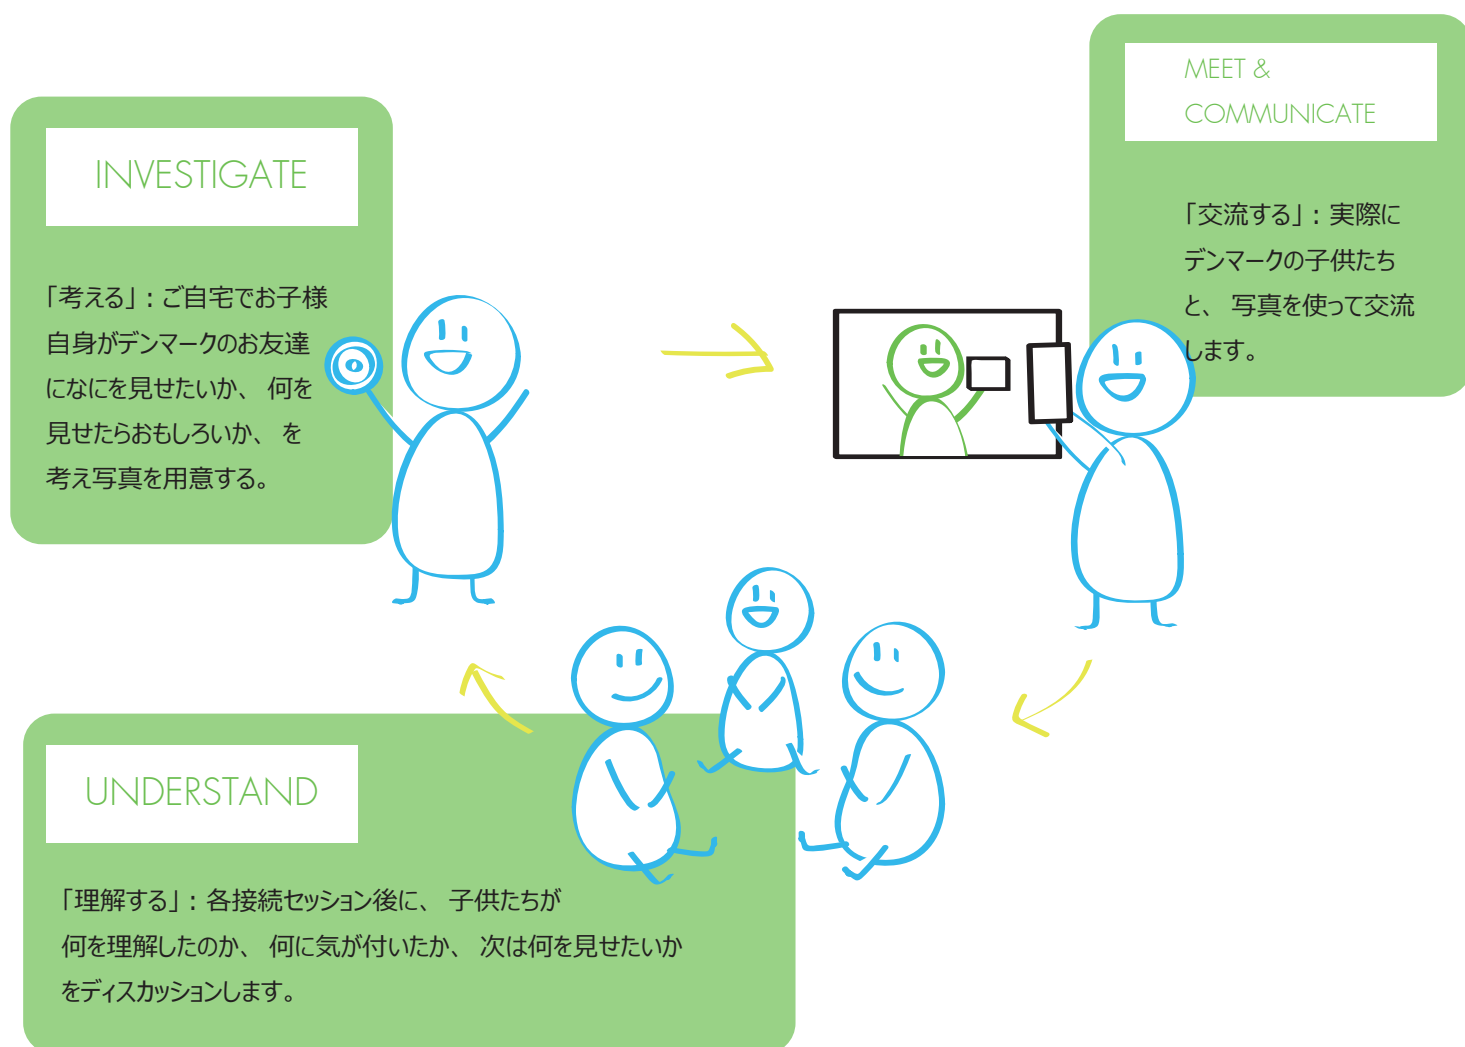 INVESTIGATE
「考える」：ご自宅でお子様
自身がデンマークのお友達
になにを見せたいか、 何を
見せたらおもしろいか、 を
考え写真を用意する。
MEET &
COMMUNICATE
「交流する」：実際に
デンマークの子供たち
と、 写真を使って交流
します。
UNDERSTAND
「理解する」：各接続セッション後に、 子供たちが
何を理解したのか、 何に気が付いたか、 次は何を見せたいか
をディスカッションします。